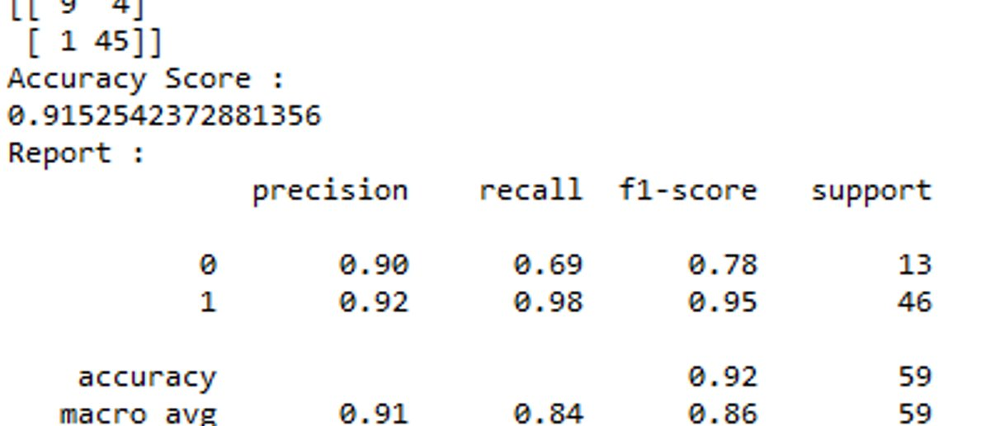 [[ 9  4]
 [ 1 45]]
Accuracy Score :
0.9152542372881356
Report :
              precision    recall  f1-score   support

           0       0.90      0.69      0.78        13
           1       0.92      0.98      0.95        46

    accuracy                           0.92        59
   macro avg       0.91      0.84      0.86        59